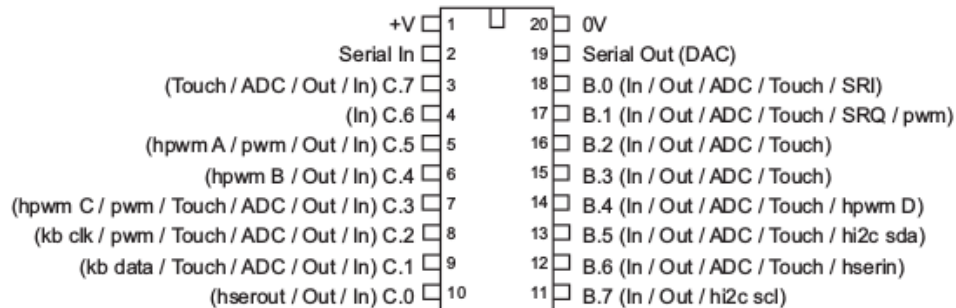 +V 1 20 0V
Serial In 2 19 Serial Out (DAC)
(Touch / ADC / Out / In) C.7 3 18 B.0 (In / Out / ADC / Touch / SRI)
(In) C.6 4 17 B.1 (In / Out / ADC / Touch / SRQ / pwm)
(hpwm A / pwm / Out / In) C.5 5 16 B.2 (In / Out / ADC / Touch)
(hpwm B / Out / In) C.4 6 15 B.3 (In / Out / ADC / Touch)
(hpwm C / pwm / Touch / ADC / Out / In) C.3 7 14 B.4 (In / Out / ADC / Touch / hpwm D)
(kb clk / pwm / Touch / ADC / Out / In) C.2 8 13 B.5 (In / Out / ADC / Touch / hi2c sda)
(kb data / Touch / ADC / Out / In) C.1 9 12 B.6 (In / Out / ADC / Touch / hserin)
(hserout / Out / In) C.0 10 11 B.7 (In / Out / hi2c scl)